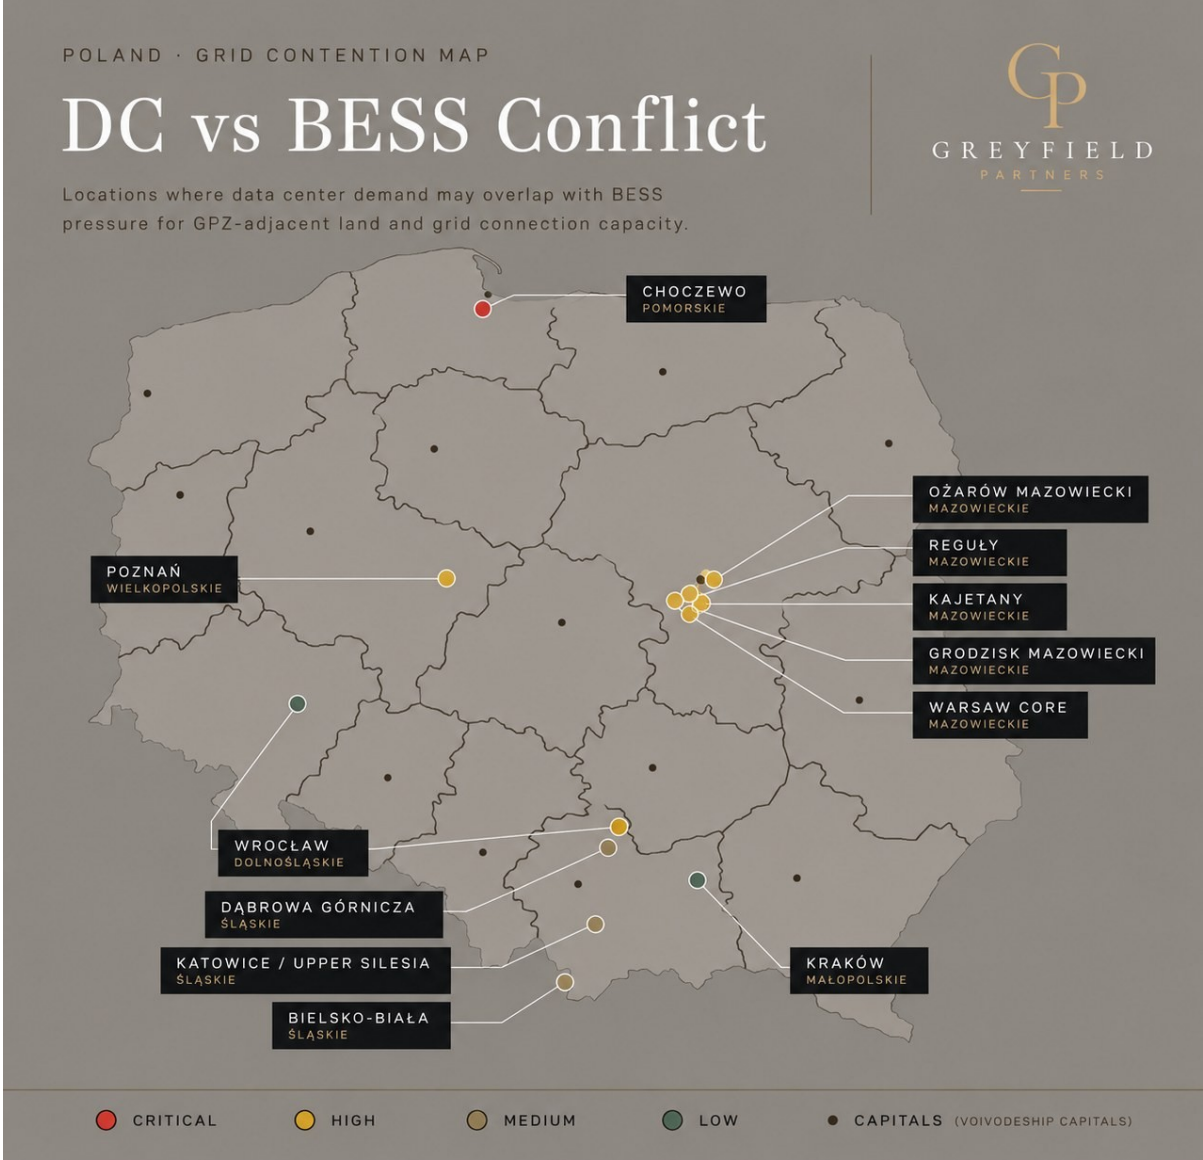 POLAND · GRID CONTENTION MAP
DC vs BESS Conflict
Locations where data center demand may overlap with BESS
pressure for GPZ-adjacent land and grid connection capacity.
GP
GREYFIELD
PARTNERS
CHOCZEWO
POMORSKIE
OŻARÓW MAZOWIECKI
MAZOWIECKIE
REGUŁY
MAZOWIECKIE
POZNAŃ
WIELKOPOLSKIE
KAJETANY
MAZOWIECKIE
GRODZISK MAZOWIECKI
MAZOWIECKIE
WARSAW CORE
MAZOWIECKIE
WROCŁAW
DOLNOŚLĄSKIE
DĄBROWA GÓRNICZA
ŚLĄSKIE
KATOWICE / UPPER SILESIA
ŚLĄSKIE
KRAKÓW
MAŁOPOLSKIE
BIELSKO-BIAŁA
ŚLĄSKIE
CRITICAL
HIGH
MEDIUM
LOW
CAPITALS (VOIVODESHIP CAPITALS)